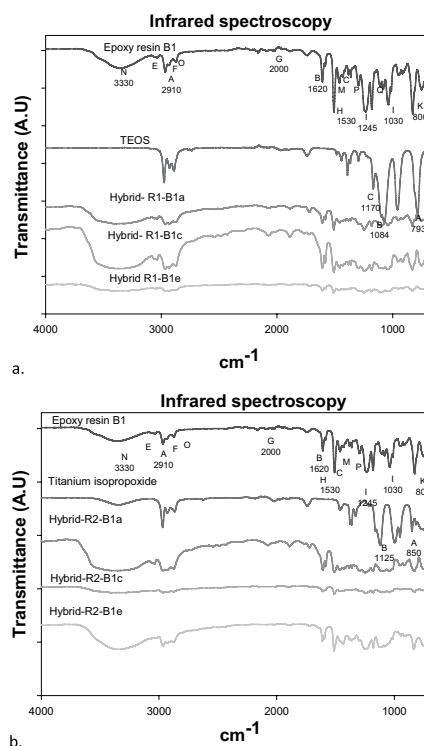 Infrared spectroscopy
Transmittance (A.U)
Epoxy resin B1
N
3330
E
A
2910
F
O
G
2000
B
1620
H
1530
M
C
P
I
1245
O
I
1030
K
800
TEOS
C
1170
B
1084
A
793
Hybrid- R1-B1a
Hybrid- R1-B1c
Hybrid R1-B1e
4000 3000 2000 1000
cm-1
a.
Infrared spectroscopy
Transmittance (A.U)
Epoxy resin B1
N
3330
E
A
2910
F
O
G
2000
B
1620
H
1530
C
M
P
I
1245
I
1030
K
80
Titanium isopropoxide
B
1125
A
850
Hybrid-R2-B1a
Hybrid-R2-B1c
Hybrid-R2-B1e
4000 3000 2000 1000
cm-1
b.